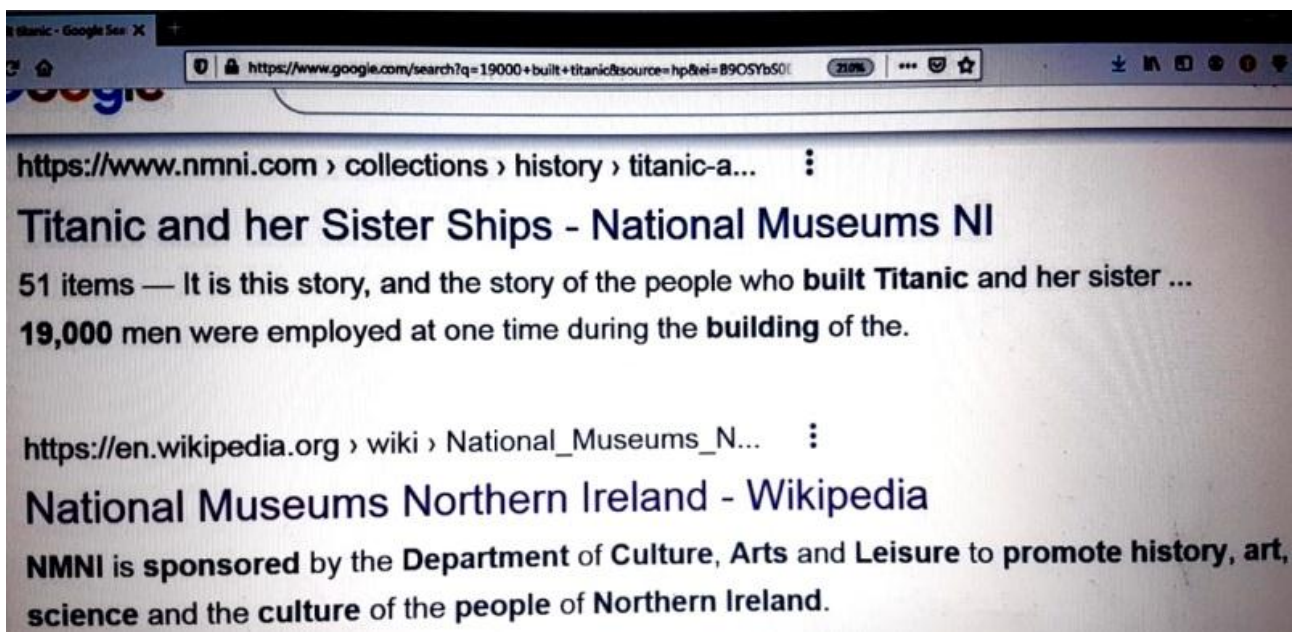 titanic - Google Sea
https://www.google.com/search?q=19000+built+titanic&source=hp&ei=B9OSYbS0
210%
https://www.nmni.com › collections › history › titanic-a...
Titanic and her Sister Ships - National Museums NI
51 items — It is this story, and the story of the people who built Titanic and her sister ...
19,000 men were employed at one time during the building of the.
https://en.wikipedia.org › wiki › National_Museums_N...
National Museums Northern Ireland - Wikipedia
NMNI is sponsored by the Department of Culture, Arts and Leisure to promote history, art,
science and the culture of the people of Northern Ireland.